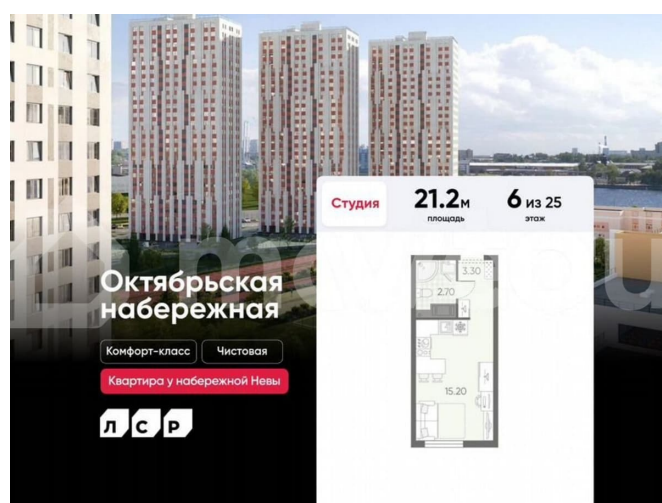 Студия
21.2м
площадь
6 из 25
этаж
3.30
2.70
15.20
Октябрьская
набережная
Комфорт-класс
Чистовая
Квартира у набережной Невы
ЛСР